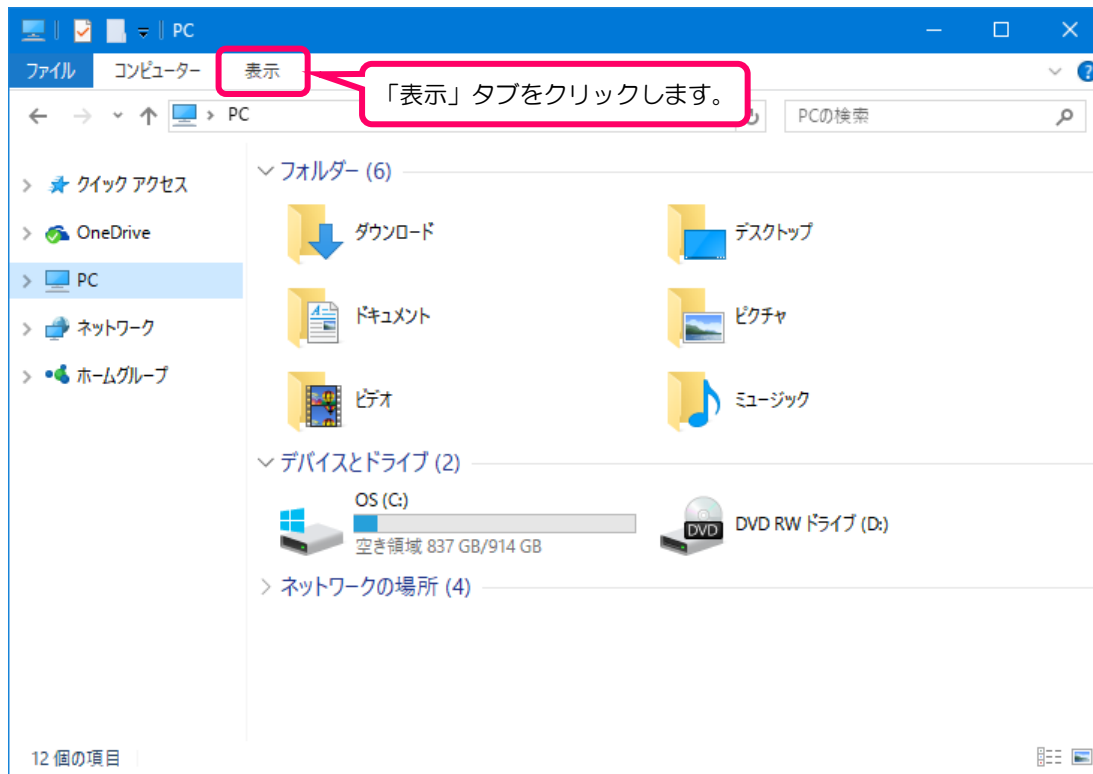 PC
ファイル コンピューター 表示
「表示」タブをクリックします。
PC
PCの検索
クイック アクセス
OneDrive
PC
ネットワーク
ホームグループ
フォルダー (6)
ダウンロード
デスクトップ
ドキュメント
ピクチャ
ビデオ
ミュージック
デバイスとドライブ (2)
OS (C:)
空き領域 837 GB/914 GB
DVD
DVD RW ドライブ (D:)
ネットワークの場所 (4)
12 個の項目